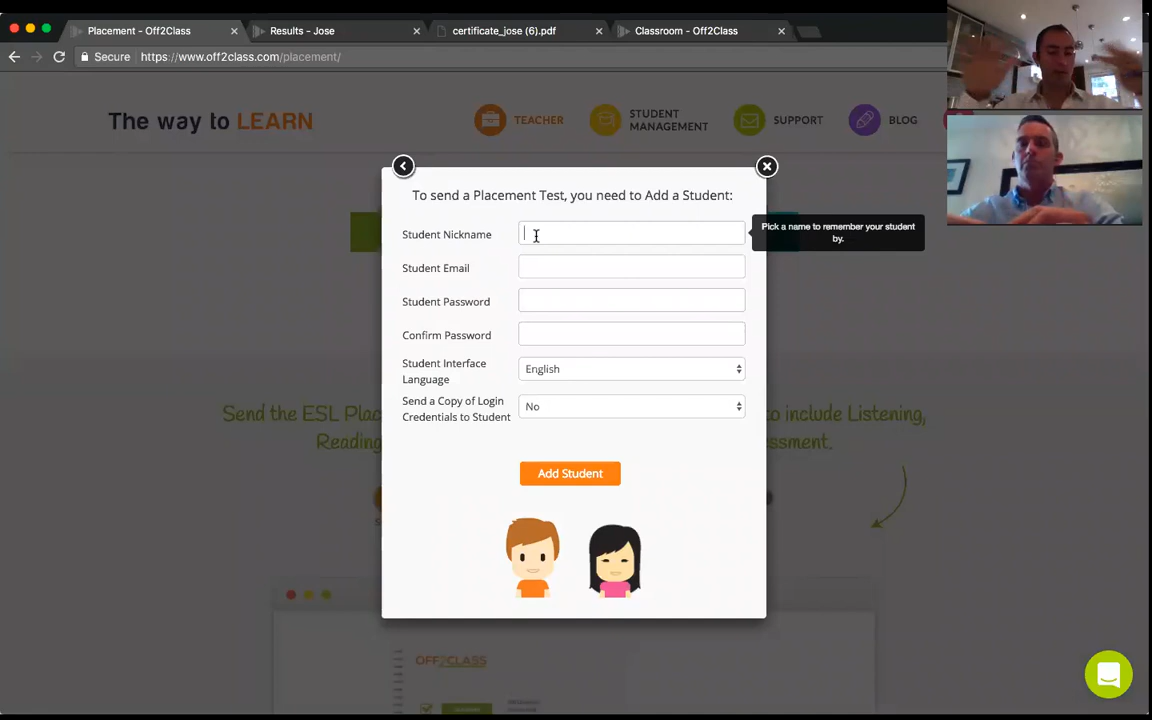 Placement - Off2Class
Results - Jose
certificate_jose (6).pdf
Classroom - Off2Class
Secure
https://www.off2class.com/placement/
The way to LEARN
TEACHER
STUDENT
MANAGEMENT
SUPPORT
BLOG
To send a Placement Test, you need to Add a Student:
Student Nickname
Pick a name to remember your student
by.
Student Email
Student Password
Confirm Password
Student Interface
Language
English
Send a Copy of Login
Credentials to Student
No
Send the ESL
to include Listening,
Add Student
OFF2CLASS